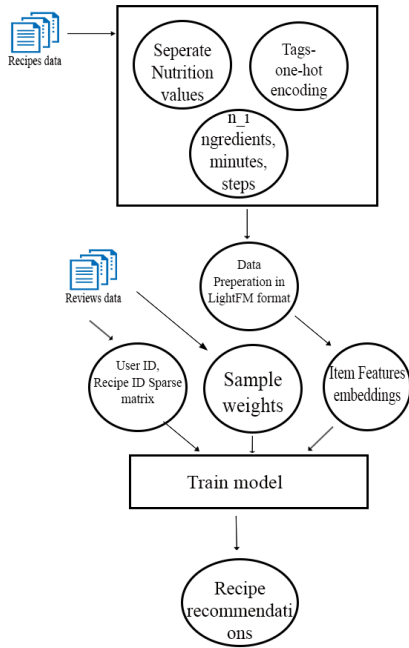 Recipes data
Seperate
Nutrition
values
Tags-
one-hot
encoding
n_i
ngredients,
minutes,
steps
Data
Preperation in
LightFM format
Reviews data
User ID,
Recipe ID Sparse
matrix
Sample
weights
Item Features
embeddings
Train model
Recipe
recommendati
ons